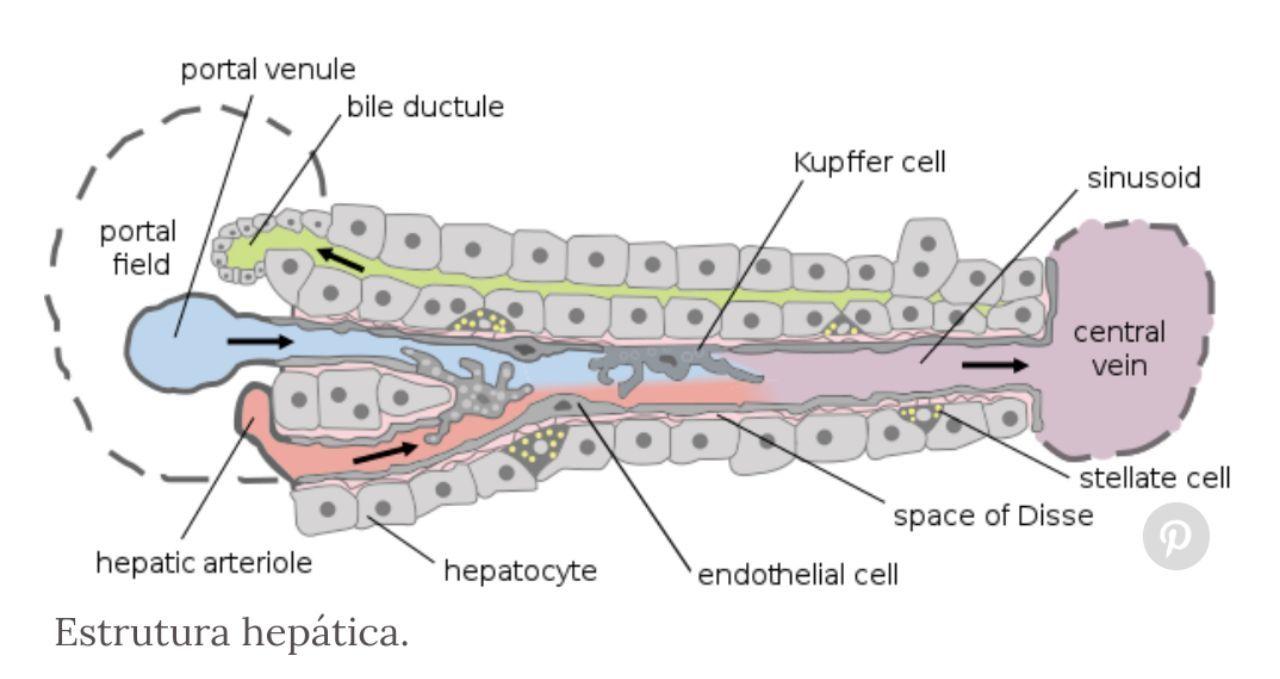 portal venule
bile ductule
Kupffer cell
sinusoid
portal
field
central
vein
stellate cell
space of Disse
hepatic arteriole
hepatocyte
endothelial cell
Estrutura hepática.